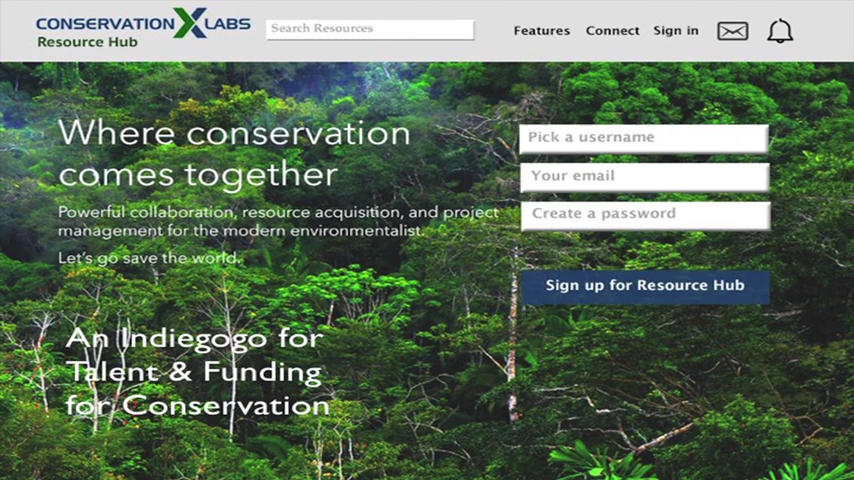 CONSERVATION X LABS
Resource Hub
Search Resources
Features
Connect
Sign in
Where conservation
comes together
Powerful collaboration, resource acquisition, and project
management for the modern environmentalist.
Let's go save the world.
Pick a username
Your email
Create a password
Sign up for Resource Hub
An Indiegogo for
Talent & Funding
for Conservation